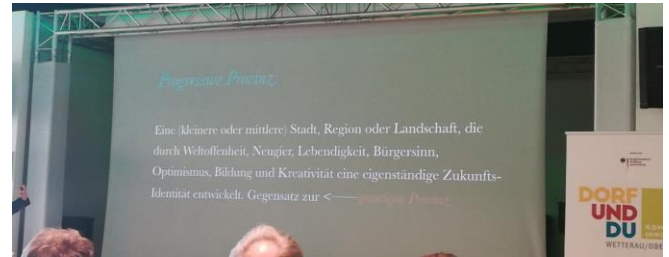 Progressive Provinz:
Eine (kleinere oder mittlere) Stadt, Region oder Landschaft, die
durch Weltoffenheit, Neugier, Lebendigkeit, Bürgersinn,
Optimismus, Bildung und Kreativität eine eigenständige Zukunfts-
Identität entwickelt. Gegensatz zur <—— Provinz
DORF
UND
DU
WETTERAU/OBE